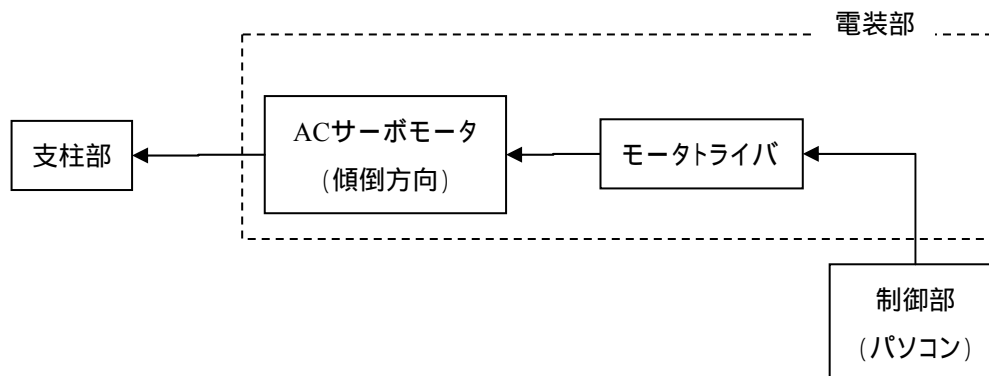 電装部
支柱部
ACサーボモータ
(傾倒方向)
モータトライバ
制御部
(パソコン)